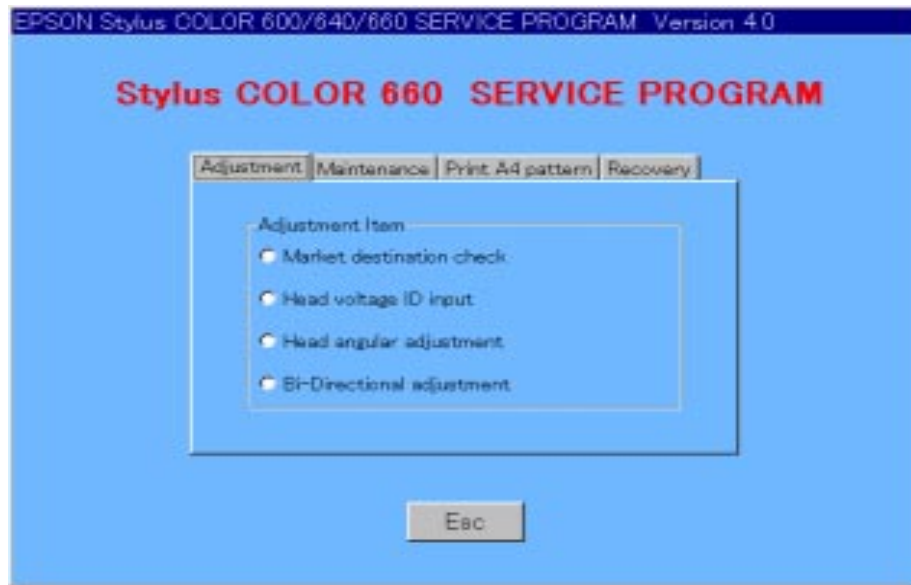 EPSON Stylus COLOR 600/640/660 SERVICE PROGRAM Version 4.0
Stylus COLOR 660 SERVICE PROGRAM
Adjustment Maintenance Print A4 pattern Recovery
Adjustment Item
Market destination check
Head voltage ID input
Head angular adjustment
Bi-Directional adjustment
Esc